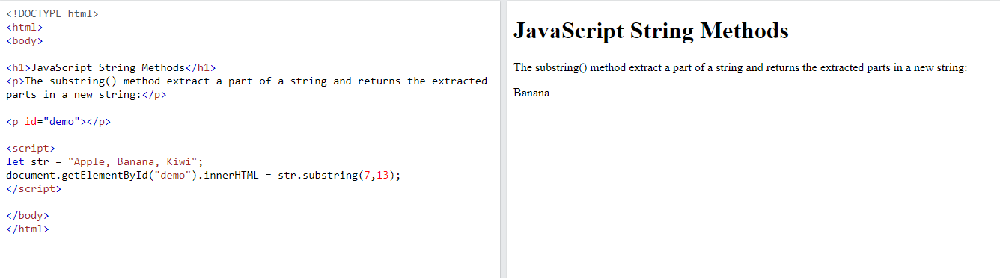 <!DOCTYPE html>
<html>
<body>
<h1>JavaScript String Methods</h1>
<p>The substring() method extract a part of a string and returns the extracted
parts in a new string:</p>
<p id="demo"></p>
<script>
let str = "Apple, Banana, Kiwi";
document.getElementById("demo").innerHTML = str.substring(7,13);
</script>
</body>
</html>
JavaScript String Methods
The substring() method extract a part of a string and returns the extracted parts in a new string:
Banana